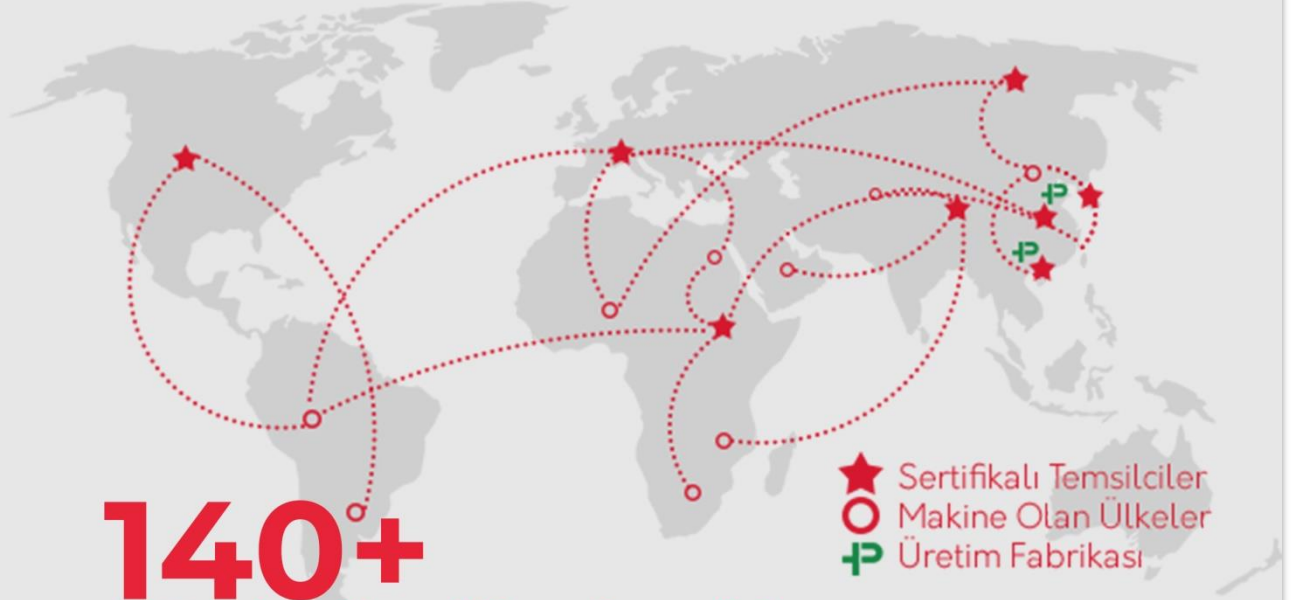 Sertifikalı Temsilciler
Makine Olan Ülkeler
Üretim Fabrikası
140+